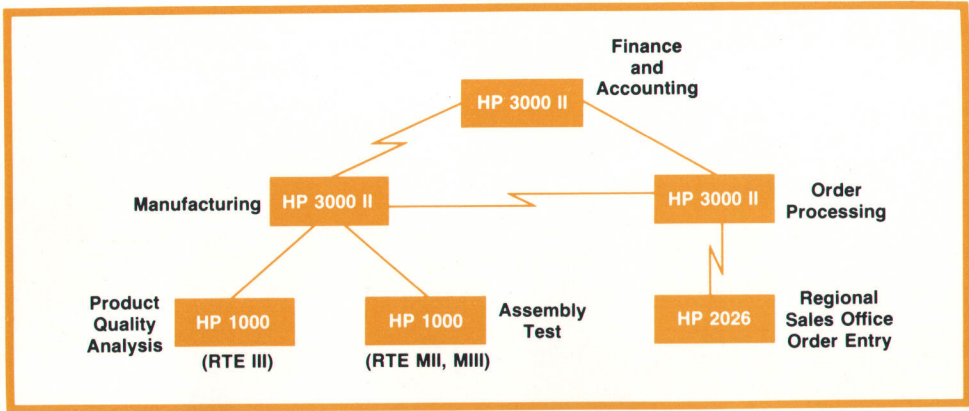 Finance
and
Accounting
HP 3000 II
Manufacturing
HP 3000 II
HP 3000 II
Order
Processing
Product
Quality
Analysis
HP 1000
(RTE III)
HP 1000
(RTE MII, MIII)
Assembly
Test
HP 2026
Regional
Sales Office
Order Entry